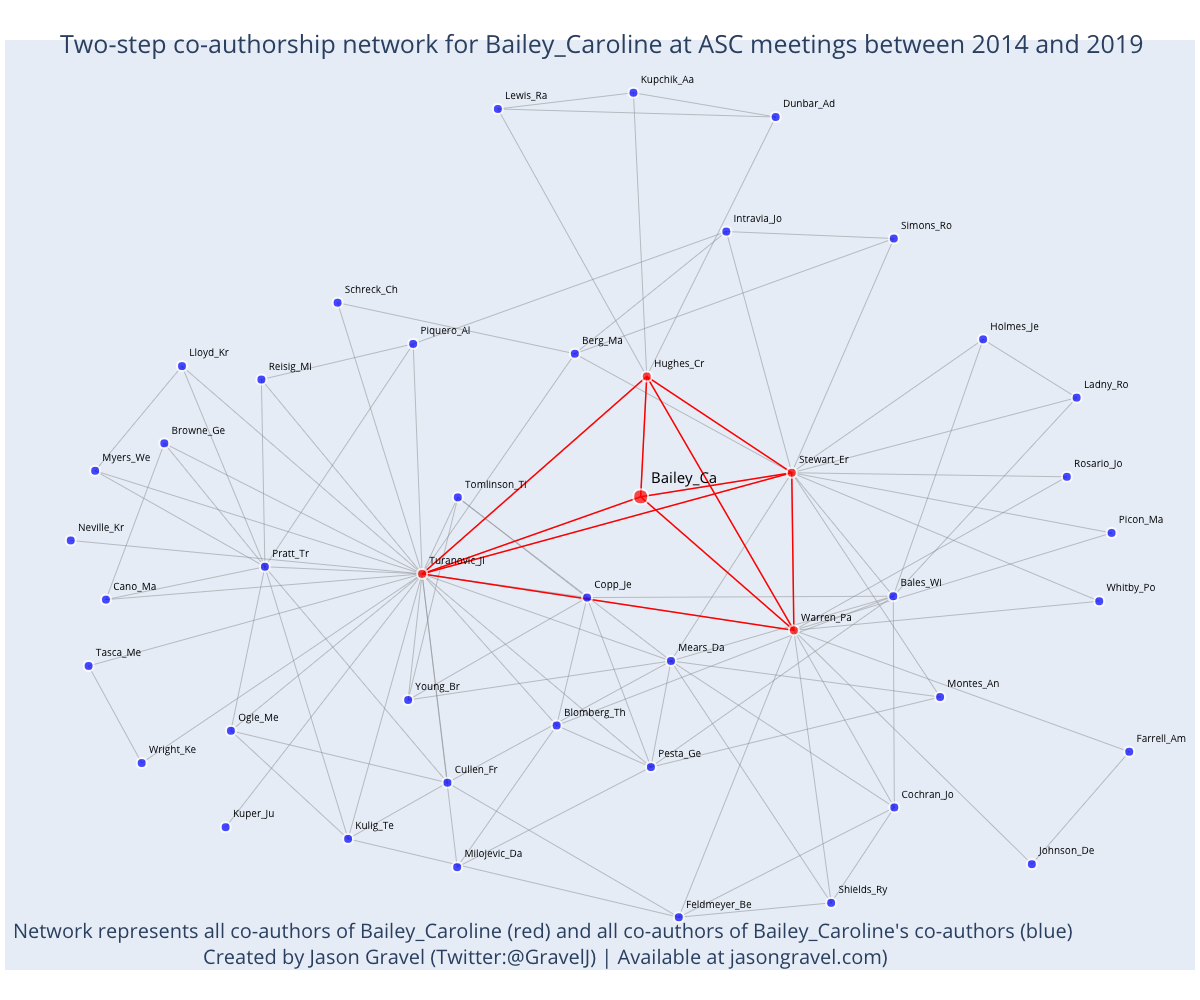 Two-step co-authorship network for Bailey_Caroline at ASC meetings between 2014 and 2019
Kupchik_Aa
Lewis_Ra
Dunbar_Ad
Intravia_Jo
Simons_Ro
Schreck_Ch
Holmes_Je
Piquero_Al
Berg_Ma
Lloyd_Kr
Hughes_Cr
Reisig_Mi
Ladny_Ro
Browne_Ge
Myers_We
Stewart_Er
Rosario_Jo
Bailey_Ca
Tomlinson_Ti
Picon_Ma
Neville_Kr
Pratt_Tr
Turanovic_Ji
Cano_Ma
Copp_Je
Bales_Wi
Whitby_Po
Warren_Pa
Tasca_Me
Mears_Da
Young_Br
Montes_An
Ogle_Me
Blomberg_Th
Farrell_Am
Wright_Ke
Pesta_Ge
Cullen_Fr
Cochran_Jo
Kuper_Ju
Kulig_Te
Milojevic_Da
Johnson_De
Shields_Ry
Feldmeyer_Be
Network represents all co-authors of Bailey_Caroline (red) and all co-authors of Bailey_Caroline's co-authors (blue)
Created by Jason Gravel (Twitter:@GravelJ) | Available at jasongravel.com)